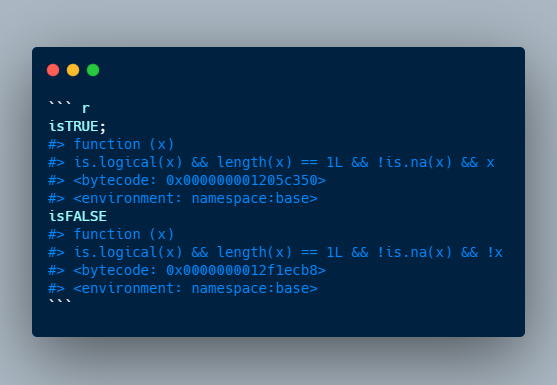 ``` r
isTRUE;
#> function (x)
#> is.logical(x) && length(x) == 1L && !is.na(x) && x
#> <bytecode: 0x000000001205c350>
#> <environment: namespace:base>
isFALSE
#> function (x)
#> is.logical(x) && length(x) == 1L && !is.na(x) && !x
#> <bytecode: 0x0000000012f1ecb8>
#> <environment: namespace:base>
```